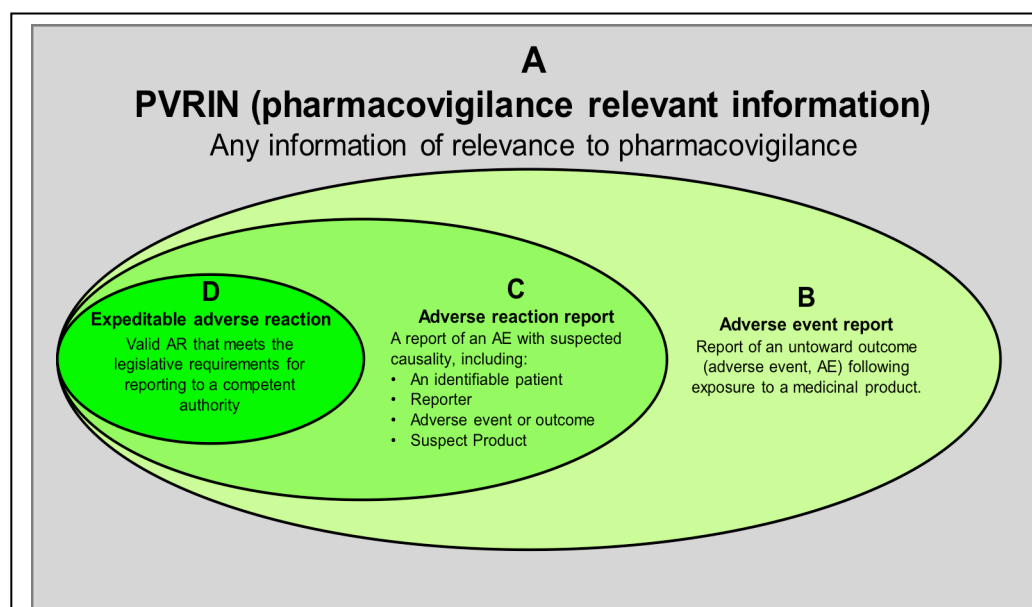 A
PVRIN (pharmacovigilance relevant information)
Any information of relevance to pharmacovigilance
D
Expeditable adverse reaction
Valid AR that meets the
legislative requirements for
reporting to a competent
authority
C
Adverse reaction report
A report of an AE with suspected
causality, including:
• An identifiable patient
• Reporter
• Adverse event or outcome
• Suspect Product
B
Adverse event report
Report of an untoward outcome
(adverse event, AE) following
exposure to a medicinal product.